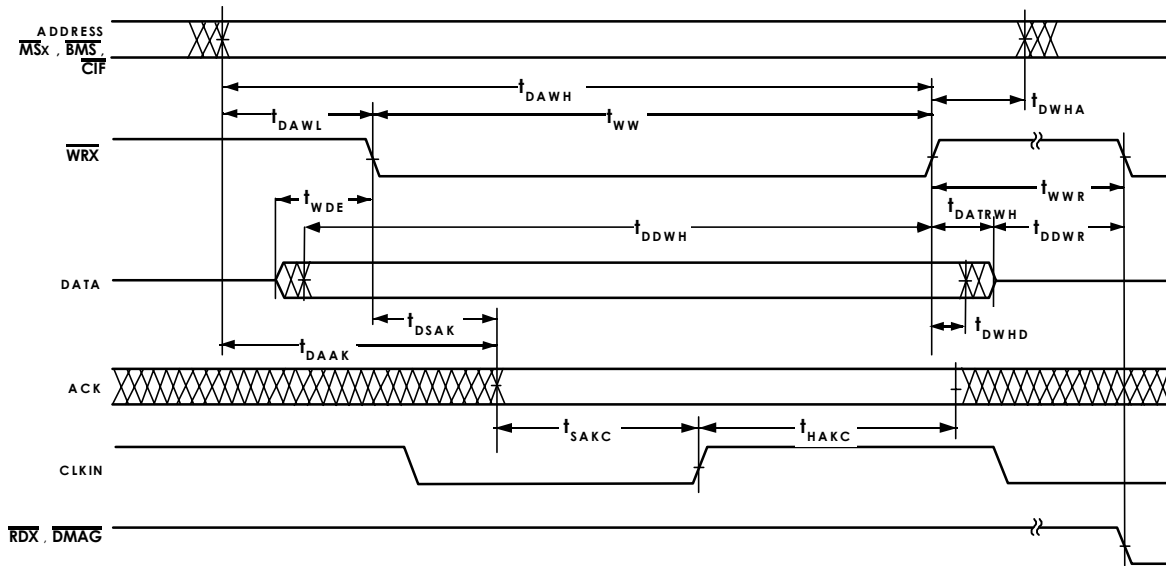 ADDRESS
MSx , BMS ,
CIF
tDAWH
tDWHA
tDAWL
tWW
WRX
tWDE
tWWR
tDATRWH
tDDWH
tDDWR
DATA
tDSAK
tDWHD
tDAAK
ACK
tSAKC
tHAKC
CLKIN
RDX , DMAG